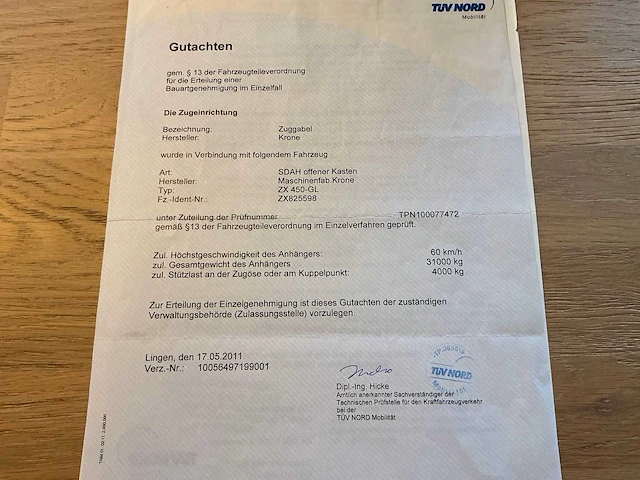 TÜV NORD
Mobilität
Gutachten
gem. § 13 der Fahrzeugteileverordnung
für die Erteilung einer
Bauartgenehmigung im Einzelfall
Die Zugeinrichtung
Bezeichnung: Zuggabel
Hersteller: Krone
wurde in Verbindung mit folgendem Fahrzeug
Art: SDAH offener Kasten
Hersteller: Maschinenfab.Krone
Typ: ZX 450-GL
Fz.-Ident-Nr.: ZX825598
unter Zuteilung der Prüfnummer TPN100077472
gemäß §13 der Fahrzeugteileverordnung im Einzelverfahren geprüft.
Zul. Höchstgeschwindigkeit des Anhängers: 60 km/h
zul. Gesamtgewicht des Anhängers 31000 kg
zul. Stützlast an der Zugöse oder am Kuppelpunkt: 4000 kg
Zur Erteilung der Einzelgenehmigung ist dieses Gutachten der zuständigen
Verwaltungsbehörde (Zulassungsstelle) vorzulegen.
Lingen, den 17.05.2011
Verz.-Nr.: 10056497199001
TÜV NORD
Mobilität
Dipl.-Ing. Hicke
Amtlich anerkannter Sachverständiger der
Technischen Prüfstelle für den Kraftfahrzeugverkehr
bei der
TÜV NORD Mobilität